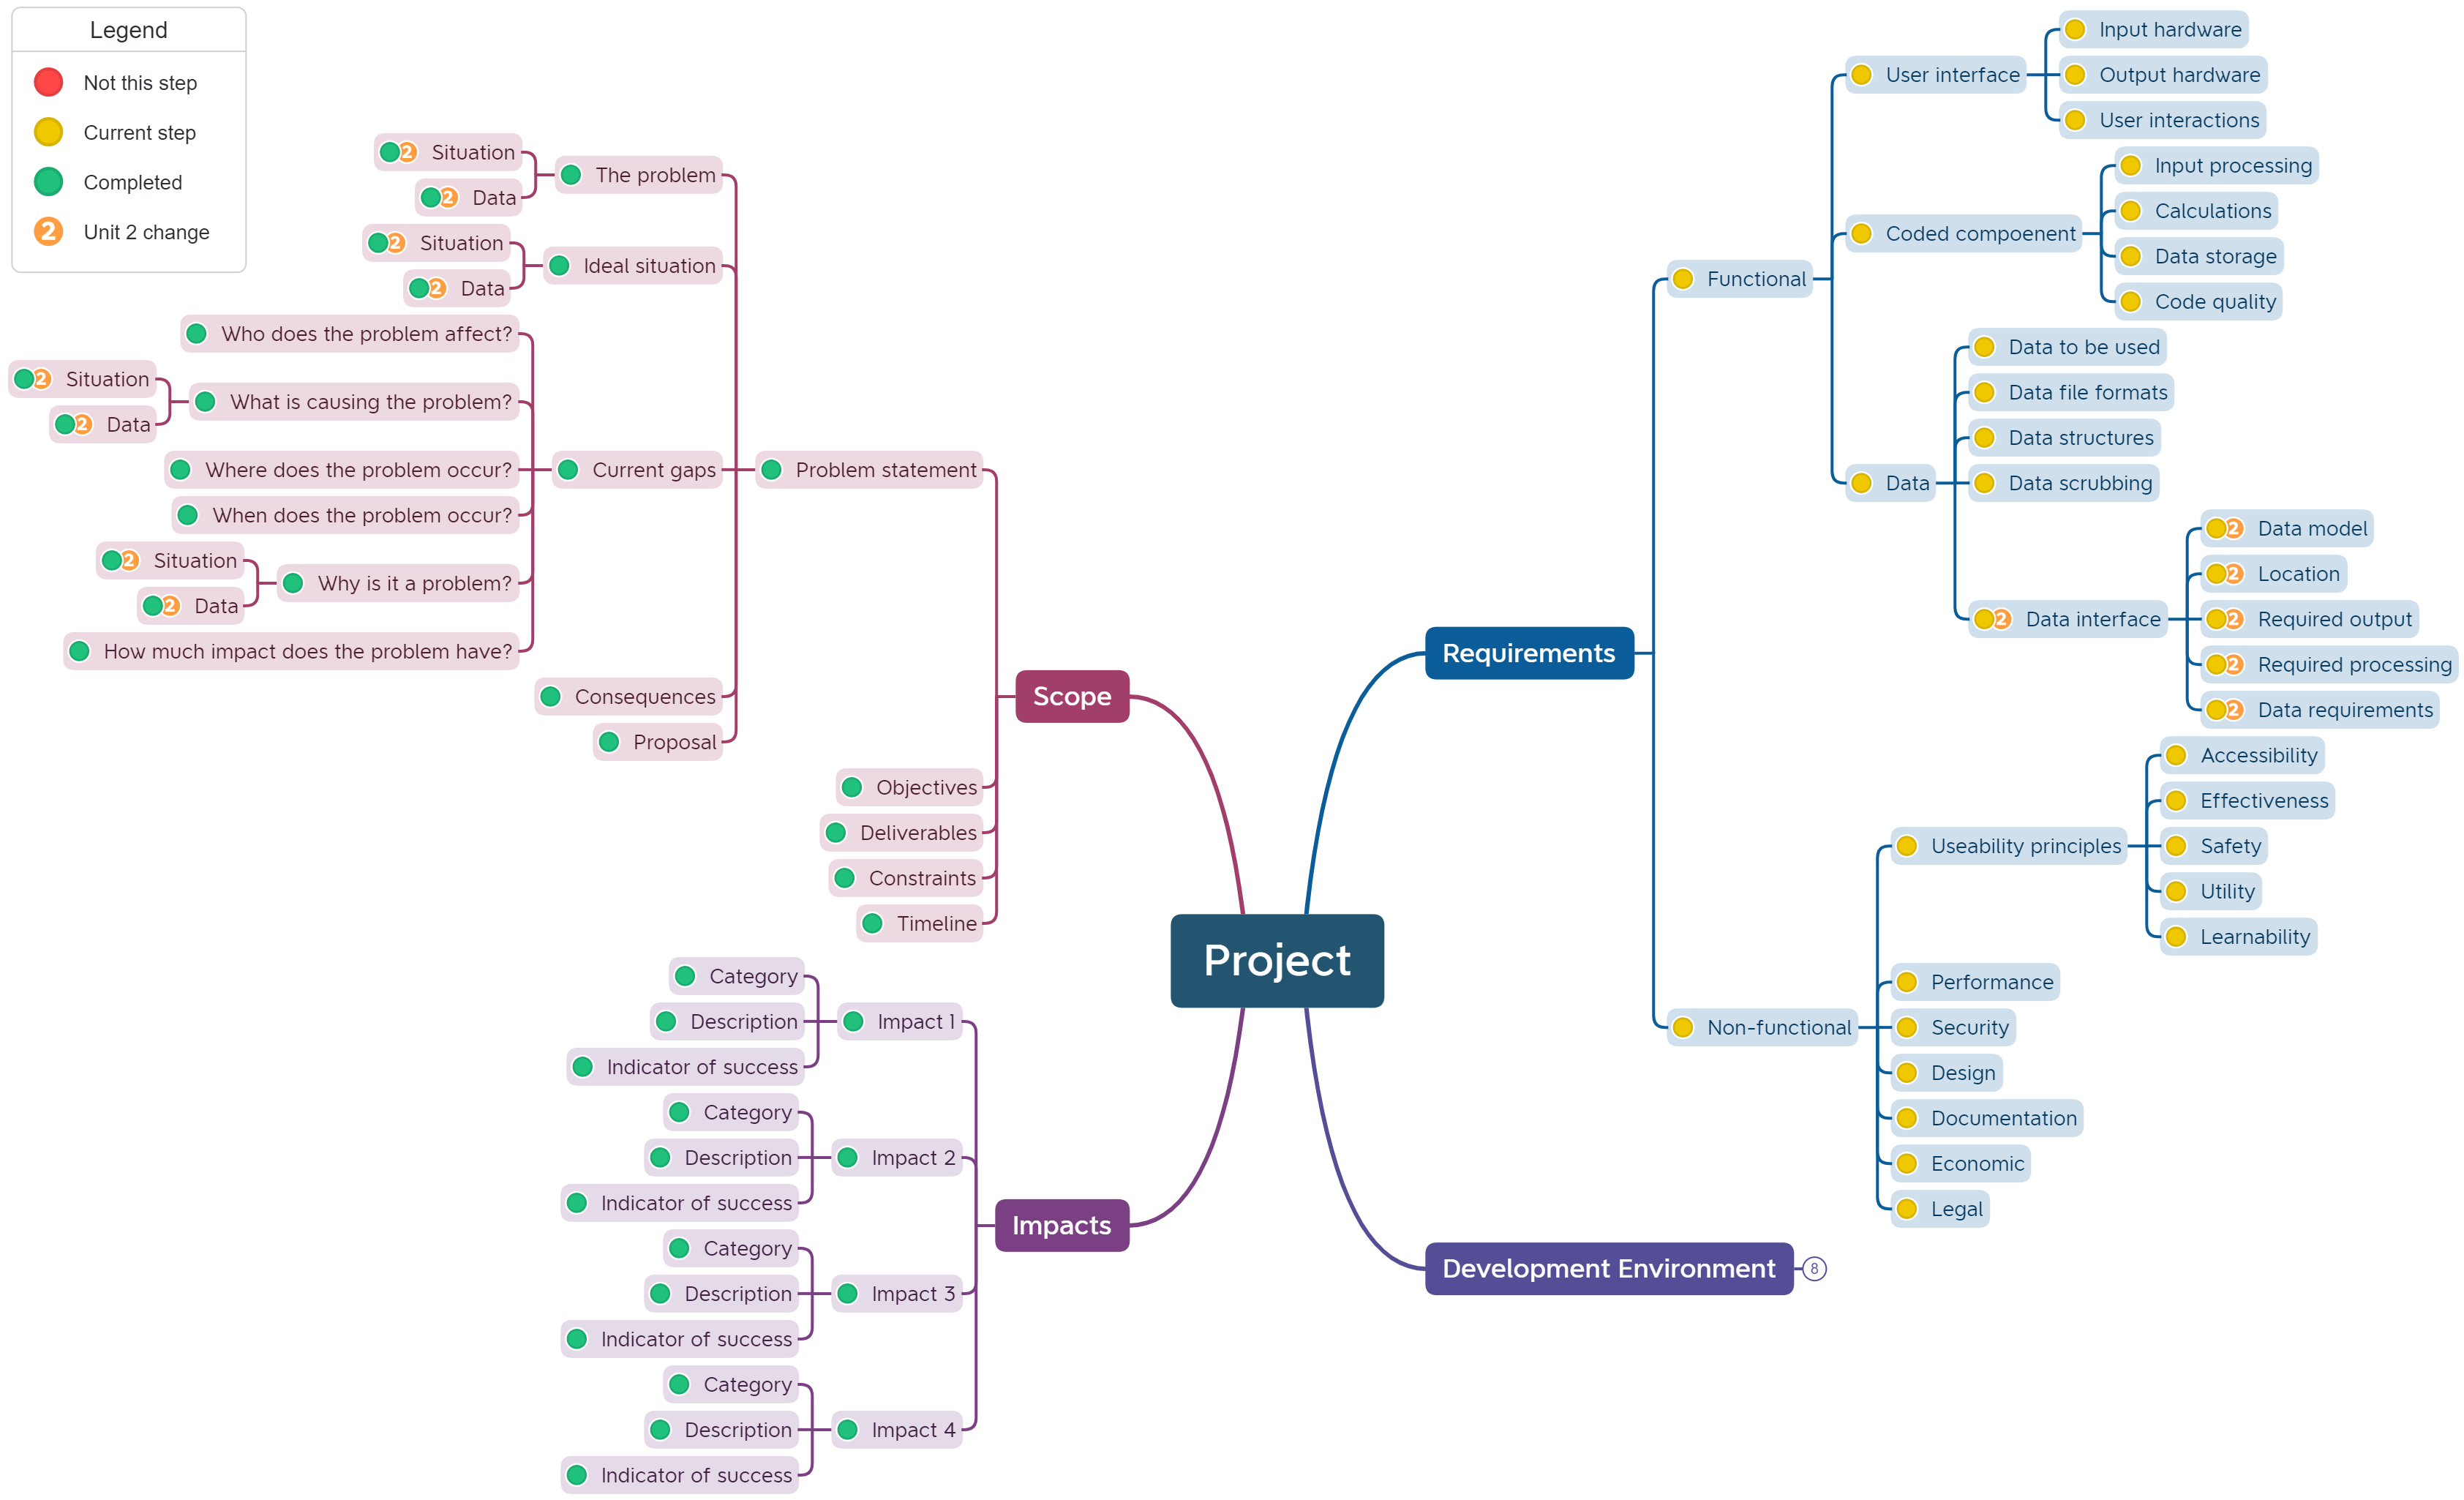 Legend
Not this step
Current step
Completed
2 Unit 2 change
Project
Scope
Problem statement
The problem
2 Situation
2 Data
Ideal situation
2 Situation
2 Data
Current gaps
Who does the problem affect?
What is causing the problem?
2 Situation
2 Data
Where does the problem occur?
When does the problem occur?
Why is it a problem?
2 Situation
2 Data
How much impact does the problem have?
Consequences
Proposal
Objectives
Deliverables
Constraints
Timeline
Impacts
Impact 1
Category
Description
Indicator of success
Impact 2
Category
Description
Indicator of success
Impact 3
Category
Description
Indicator of success
Impact 4
Category
Description
Indicator of success
Requirements
Functional
User interface
Input hardware
Output hardware
User interactions
Coded compoenent
Input processing
Calculations
Data storage
Code quality
Data
Data to be used
Data file formats
Data structures
Data scrubbing
2 Data interface
2 Data model
2 Location
2 Required output
2 Required processing
2 Data requirements
Non-functional
Useability principles
Accessibility
Effectiveness
Safety
Utility
Learnability
Performance
Security
Design
Documentation
Economic
Legal
Development Environment
8